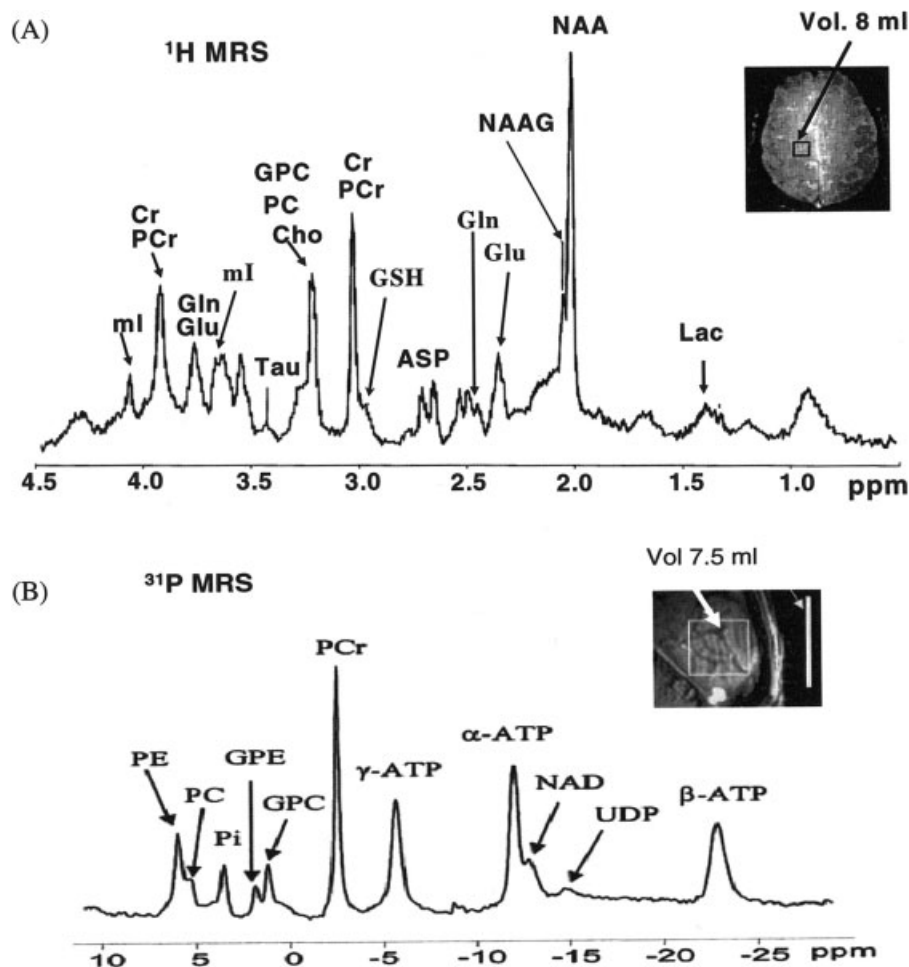 (A)
¹H MRS
NAA
Vol. 8 ml
NAAG
Cr
PCr
GPC
PC
Cho
Cr
PCr
Gln
Glu
mI
Gln
Glu
mI
GSH
Tau
ASP
Lac
4.5 4.0 3.5 3.0 2.5 2.0 1.5 1.0 ppm
(B)
³¹P MRS
Vol 7.5 ml
PCr
α-ATP
PE
GPE
γ-ATP
NAD
β-ATP
PC
GPC
UDP
Pi
10 5 0 -5 -10 -15 -20 -25 ppm